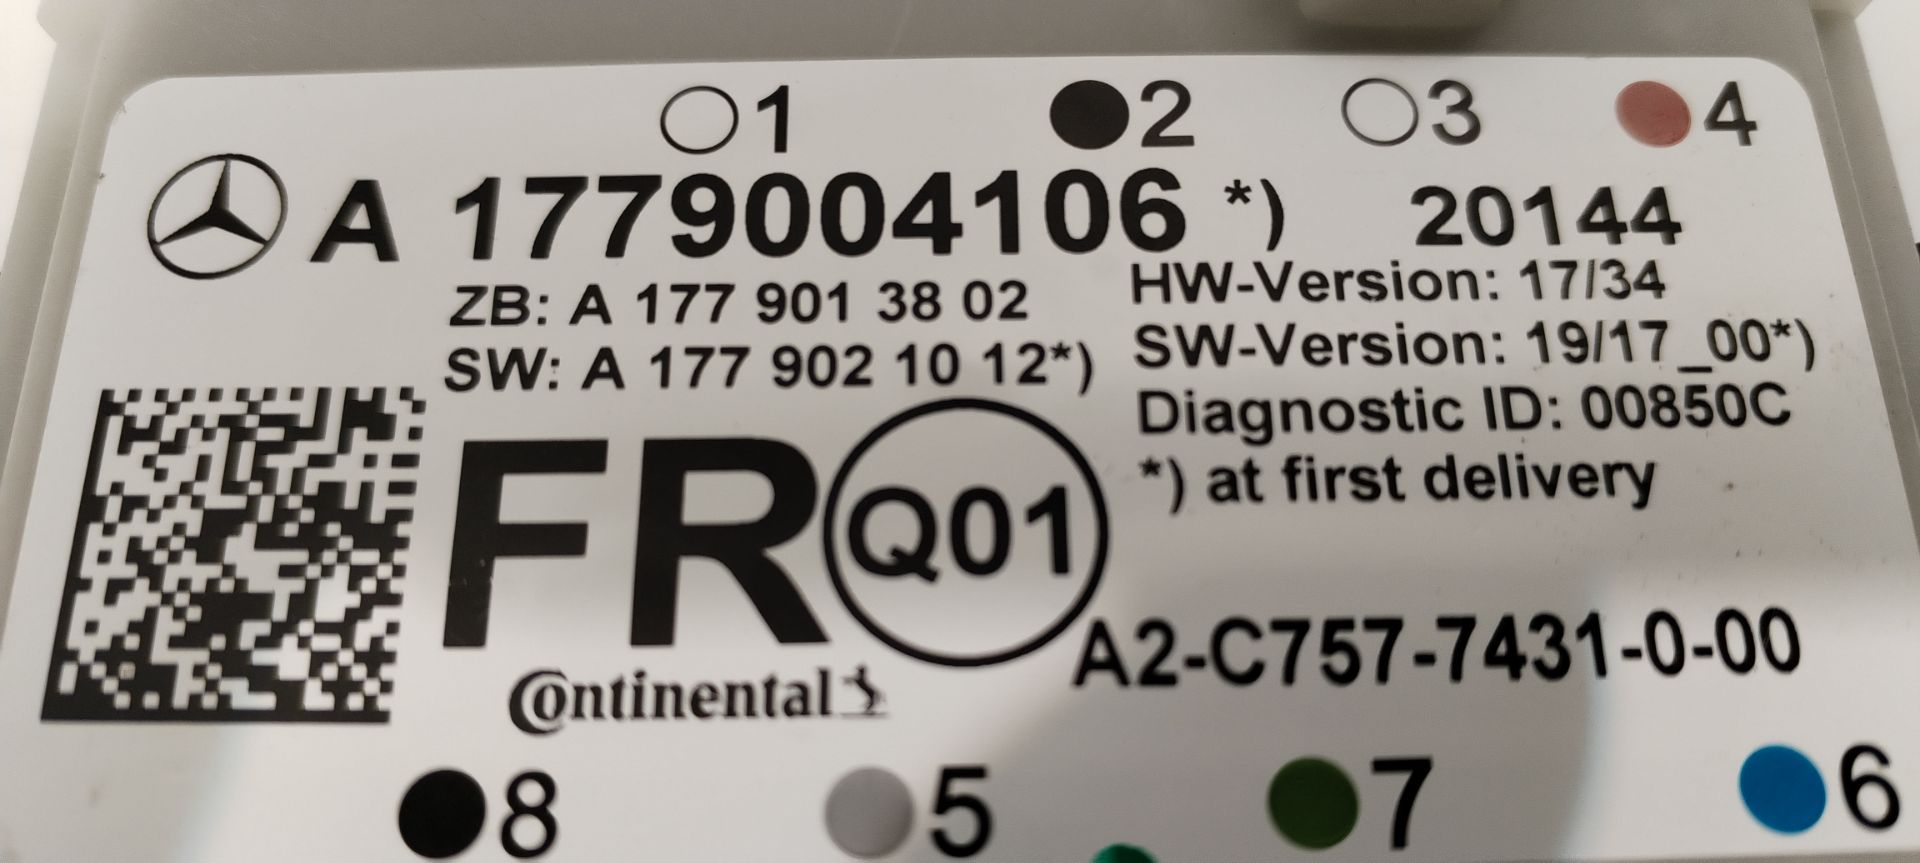 1 2 3 4
A 1779004106 *) 20144
ZB: A 177 901 38 02
SW: A 177 902 10 12*)
HW-Version: 17/34
SW-Version: 19/17_00*)
Diagnostic ID: 00850C
*) at first delivery
FR Q01
A2-C757-7431-0-00
Continental
8 5 7 6